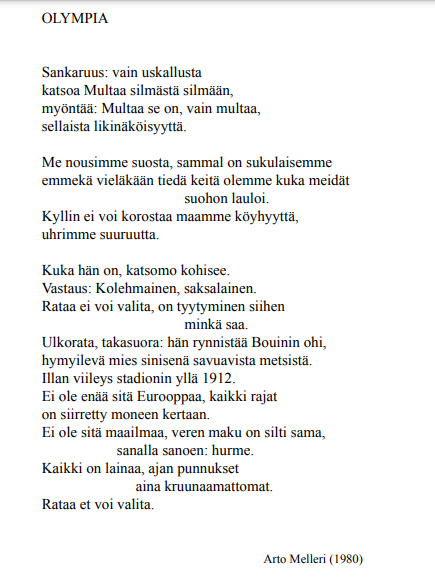 OLYMPIA
Sankaruus: vain uskallusta
katsoa Multaa silmästä silmään,
myöntää: Multaa se on, vain multaa,
sellaista likinäköisyyttä.
Me nousimme suosta, sammal on sukulaisemme
emmekä vieläkään tiedä keitä olemme kuka meidät
suohon lauloi.
Kyllin ei voi korostaa maamme köyhyyttä,
uhrimme suuruutta.
Kuka hän on, katsomo kohisee.
Vastaus: Kolehmainen, saksalainen.
Rataa ei voi valita, on tyytyminen siihen
minkä saa.
Ulkorata, takasuora: hän rynnistää Bouinin ohi,
hymyilevä mies sinisenä savuavista metsistä.
Illan viileys stadionin yllä 1912.
Ei ole enää sitä Eurooppaa, kaikki rajat
on siirretty moneen kertaan.
Ei ole sitä maailmaa, veren maku on silti sama,
sanalla sanoen: hurme.
Kaikki on lainaa, ajan punnukset
aina kruunaamattomat.
Rataa et voi valita.
Arto Melleri (1980)